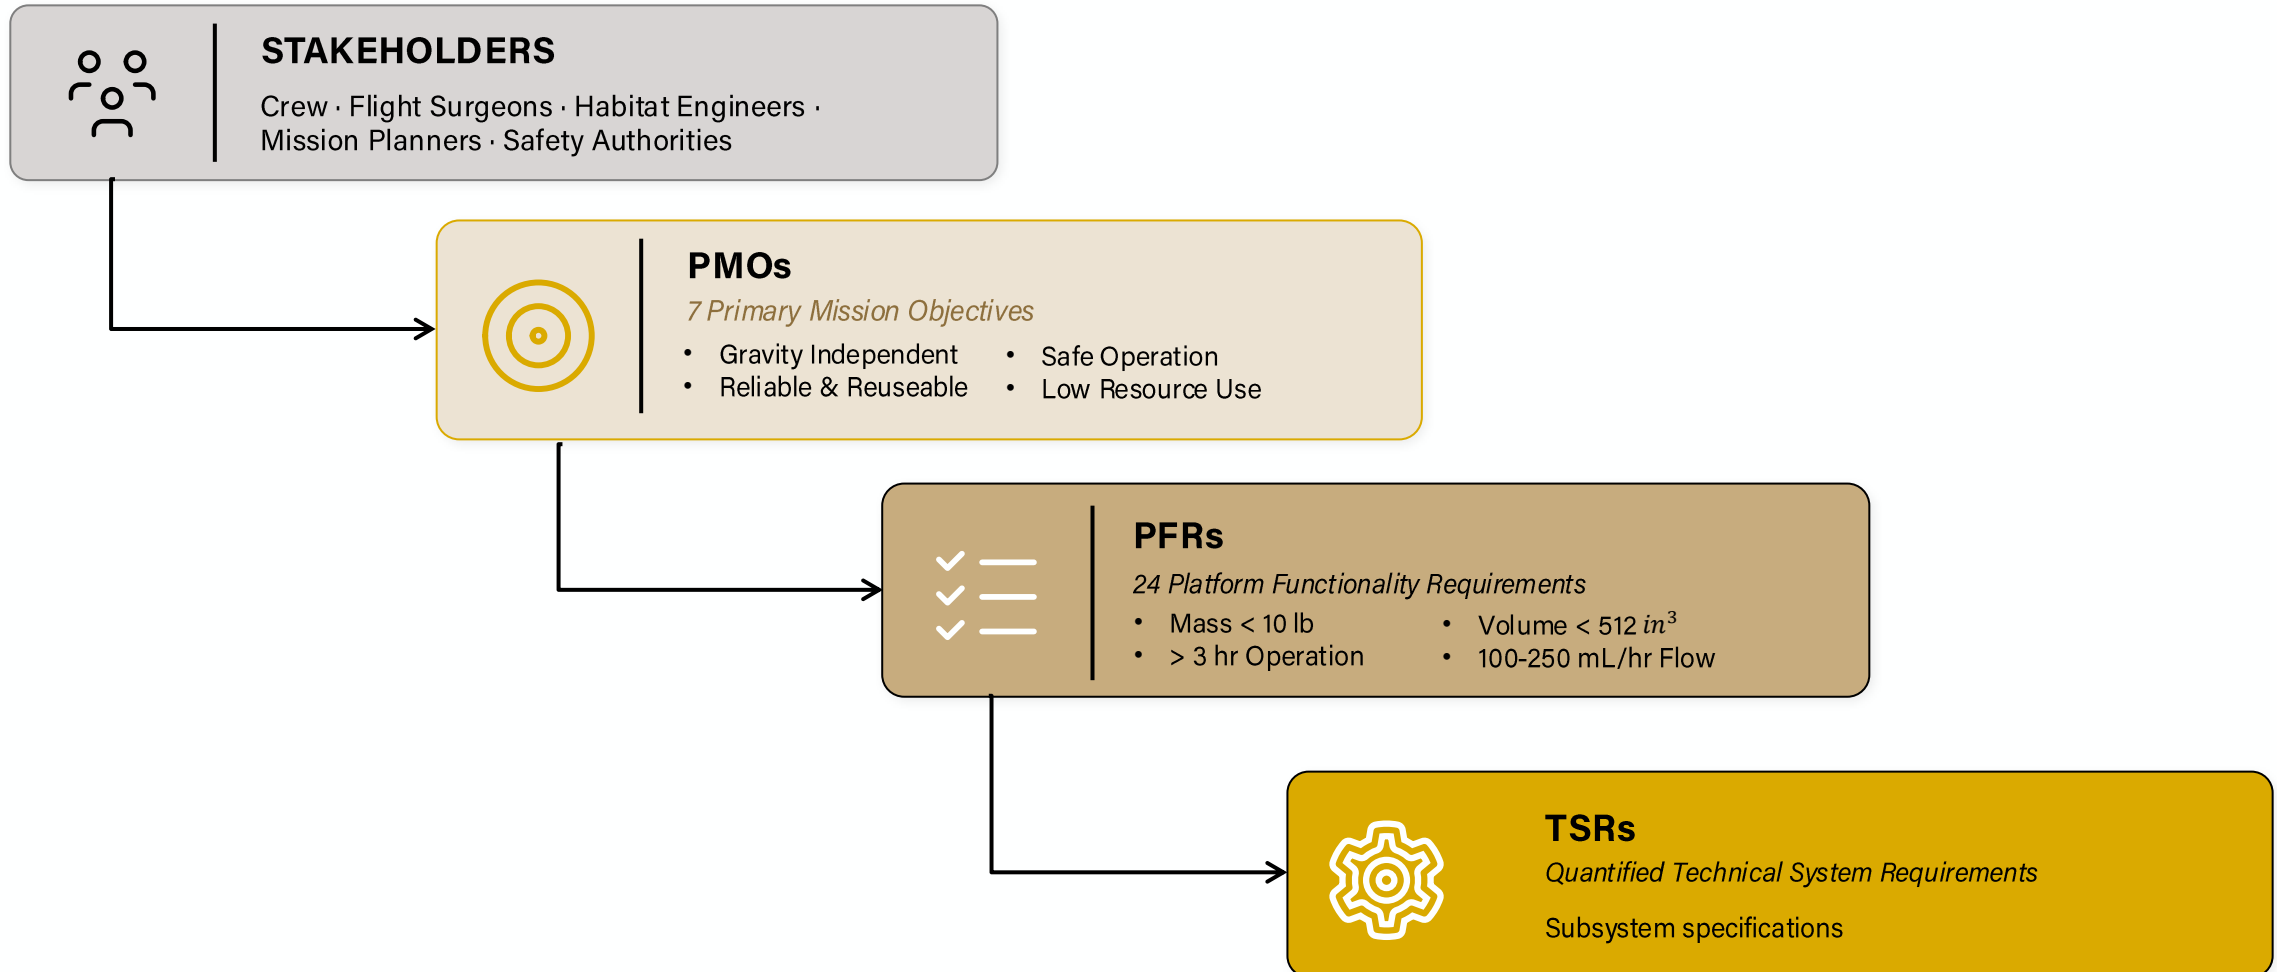 STAKEHOLDERS
Crew · Flight Surgeons · Habitat Engineers ·
Mission Planners · Safety Authorities
PMOs
7 Primary Mission Objectives
• Gravity Independent
• Reliable & Reuseable
• Safe Operation
• Low Resource Use
PFRs
24 Platform Functionality Requirements
• Mass < 10 lb
• > 3 hr Operation
• Volume < 512 in³
• 100-250 mL/hr Flow
TSRs
Quantified Technical System Requirements
Subsystem specifications